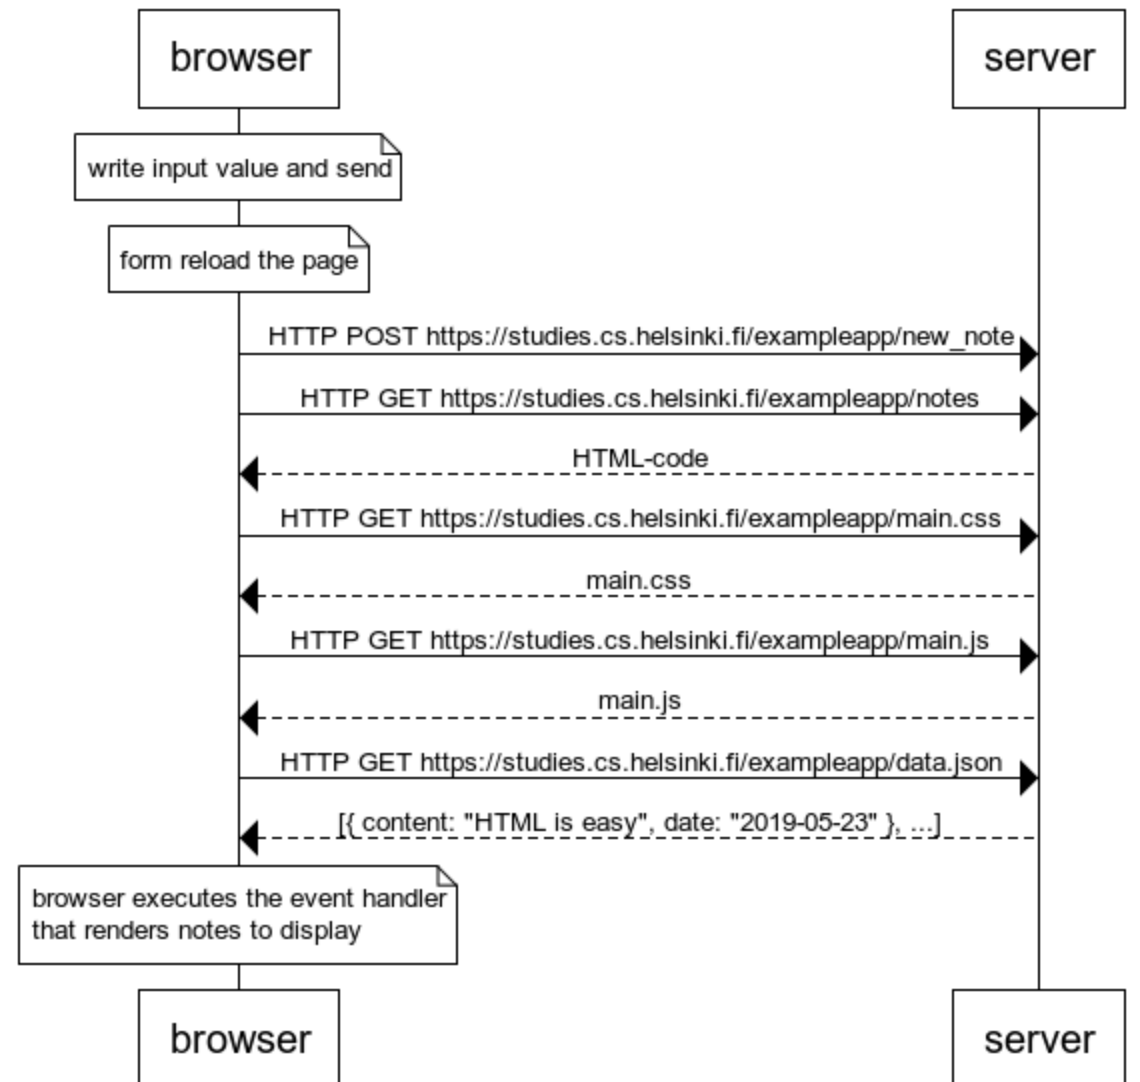 browser
server
write input value and send
form reload the page
HTTP POST https://studies.cs.helsinki.fi/exampleapp/new_note
HTTP GET https://studies.cs.helsinki.fi/exampleapp/notes
HTML-code
HTTP GET https://studies.cs.helsinki.fi/exampleapp/main.css
main.css
HTTP GET https://studies.cs.helsinki.fi/exampleapp/main.js
main.js
HTTP GET https://studies.cs.helsinki.fi/exampleapp/data.json
[{ content: "HTML is easy", date: "2019-05-23" }, ...]
browser executes the event handler
that renders notes to display
browser
server